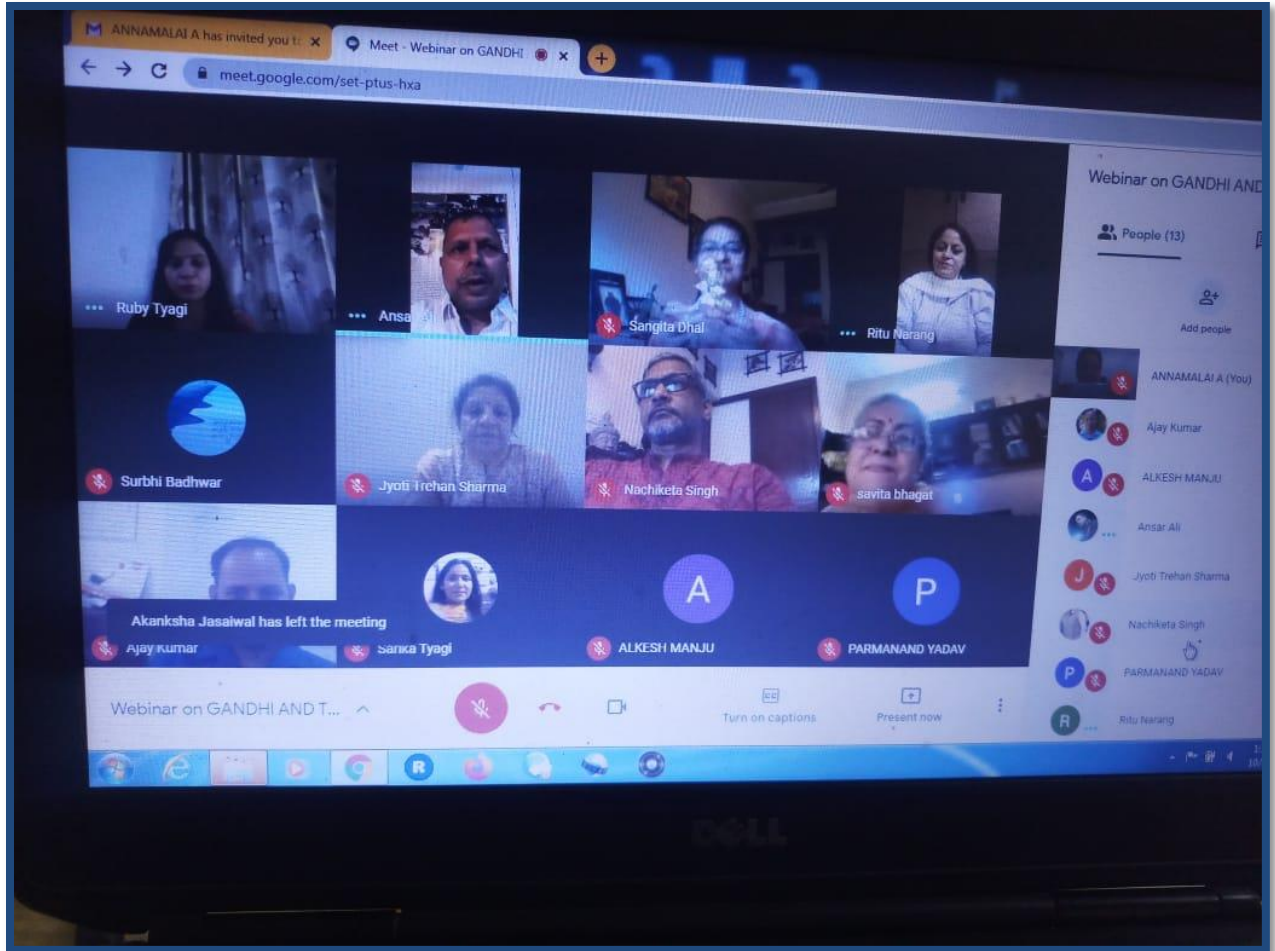 ANNAMALAI A has invited you to
Meet - Webinar on GANDHI
meet.google.com/set-ptus-hxa
Webinar on GANDHI AND
People (13)
Add people
Ruby Tyagi
Ansar Ali
Sangita Dhal
Ritu Narang
Surbhi Badhwar
Jyoti Trehan Sharma
Nachiketa Singh
savita bhagat
Akanksha Jasaiwal has left the meeting
Ajay Kumar
Sarika Tyagi
A
ALKESH MANJU
P
PARMANAND YADAV
ANNAMALAI A (You)
Ajay Kumar
A
ALKESH MANJU
Ansar Ali
J
Jyoti Trehan Sharma
Nachiketa Singh
P
PARMANAND YADAV
R
Ritu Narang
Webinar on GANDHI AND T...
Turn on captions
Present now
R
DELL